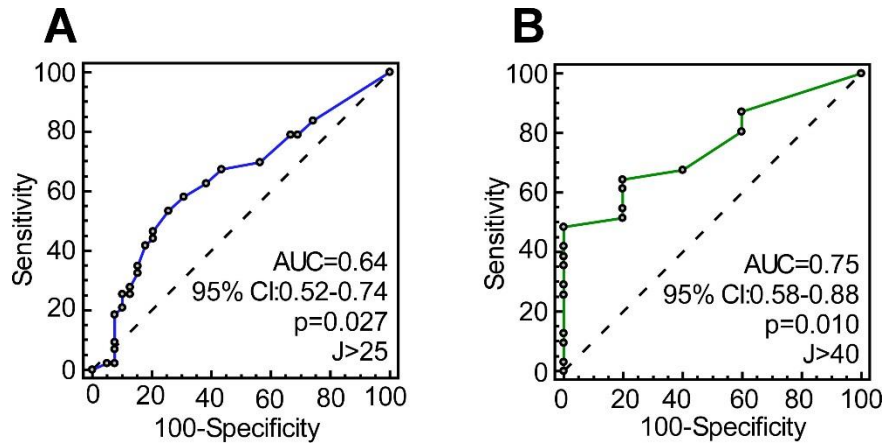 A
Sensitivity
100
80
60
40
20
0
AUC=0.64
95% CI:0.52-0.74
p=0.027
J>25
0 20 40 60 80 100
100-Specificity
B
Sensitivity
100
80
60
40
20
0
AUC=0.75
95% CI:0.58-0.88
p=0.010
J>40
0 20 40 60 80 100
100-Specificity